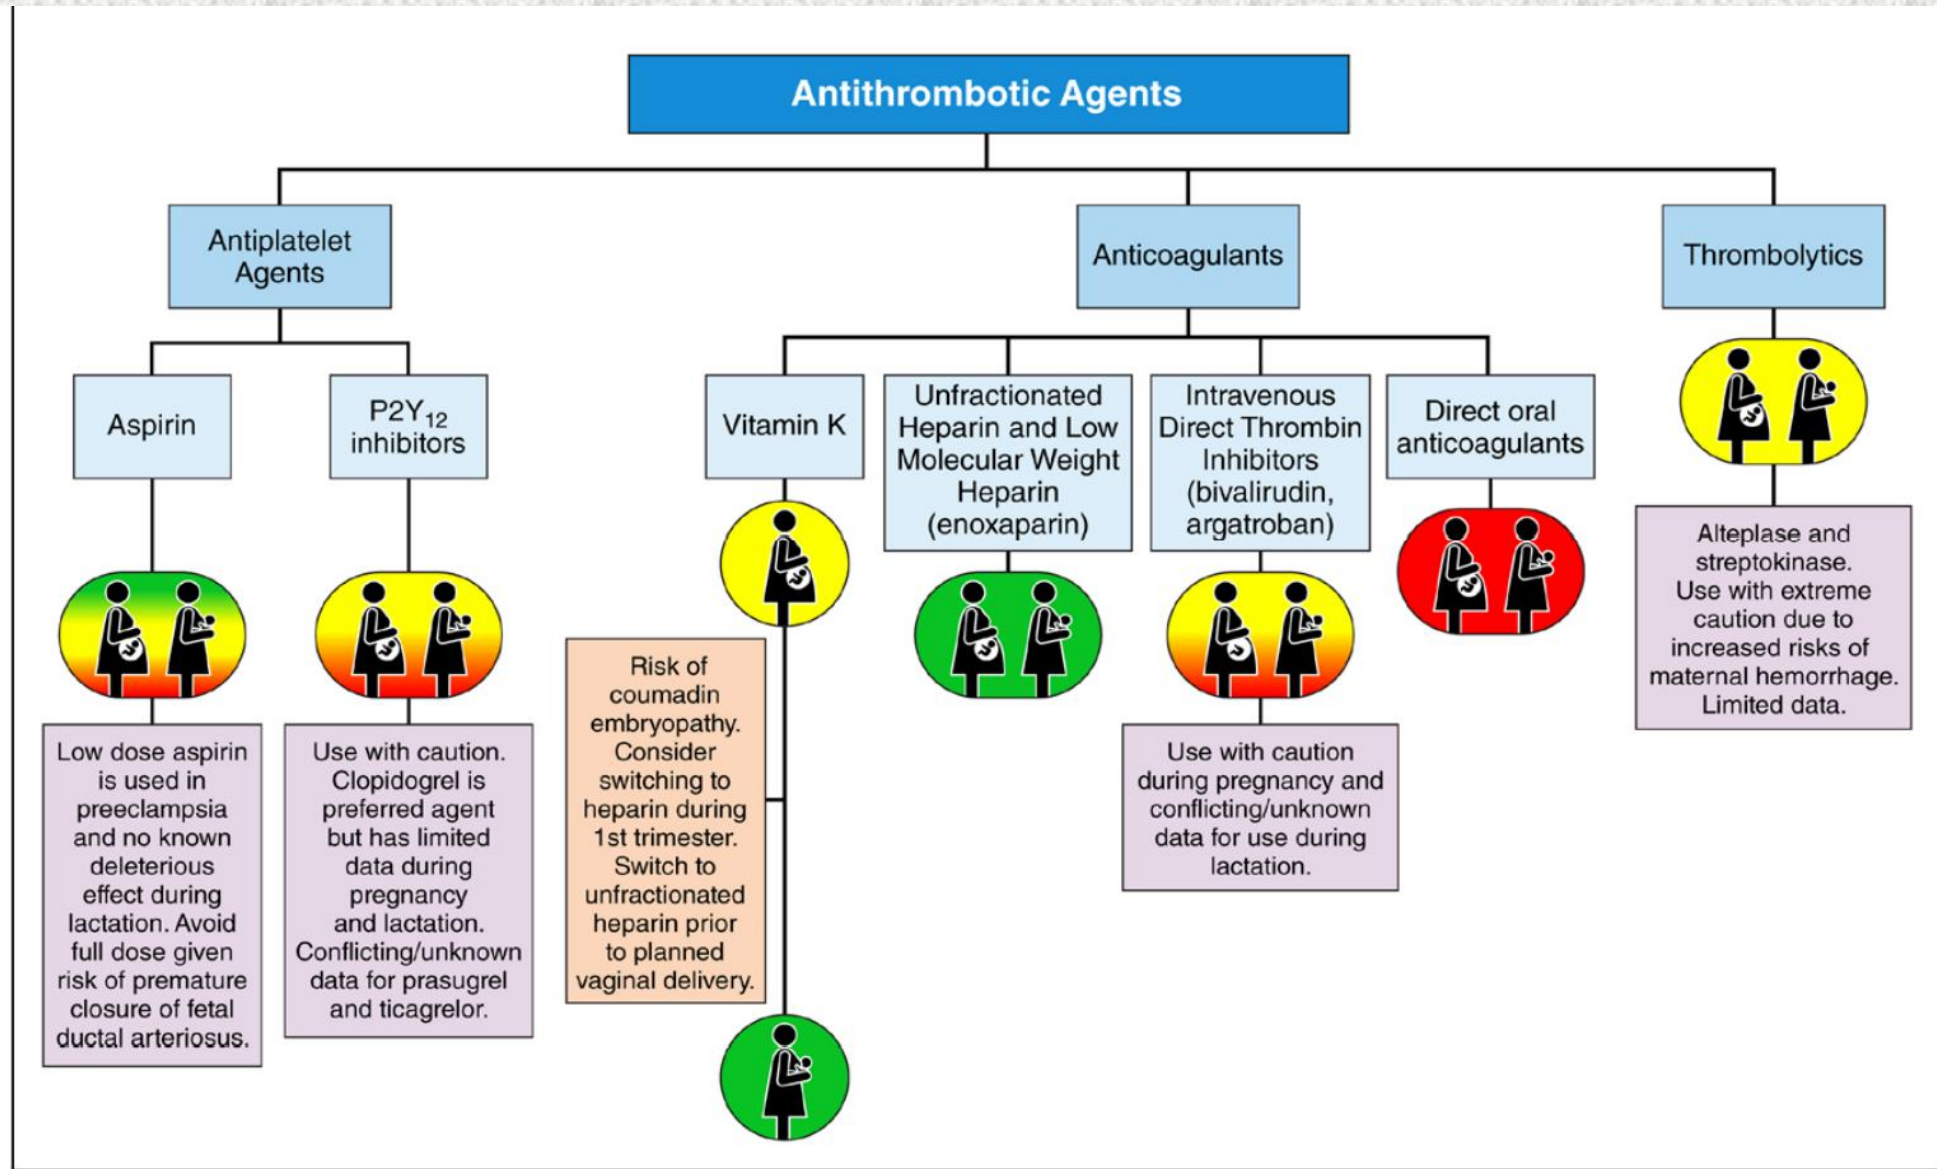 Antithrombotic Agents
Antiplatelet
Agents
Anticoagulants
Thrombolytics
Aspirin
P2Y12
inhibitors
Vitamin K
Unfractionated
Heparin and Low
Molecular Weight
Heparin
(enoxaparin)
Intravenous
Direct Thrombin
Inhibitors
(bivalirudin,
argatroban)
Direct oral
anticoagulants
Low dose aspirin
is used in
preeclampsia
and no known
deleterious
effect during
lactation. Avoid
full dose given
risk of premature
closure of fetal
ductal arteriosus.
Use with caution.
Clopidogrel is
preferred agent
but has limited
data during
pregnancy
and lactation.
Conflicting/unknown
data for prasugrel
and ticagrelor.
Risk of
coumadin
embryopathy.
Consider
switching to
heparin during
1st trimester.
Switch to
unfractionated
heparin prior
to planned
vaginal delivery.
Use with caution
during pregnancy and
conflicting/unknown
data for use during
lactation.
Alteplase and
streptokinase.
Use with extreme
caution due to
increased risks of
maternal hemorrhage.
Limited data.